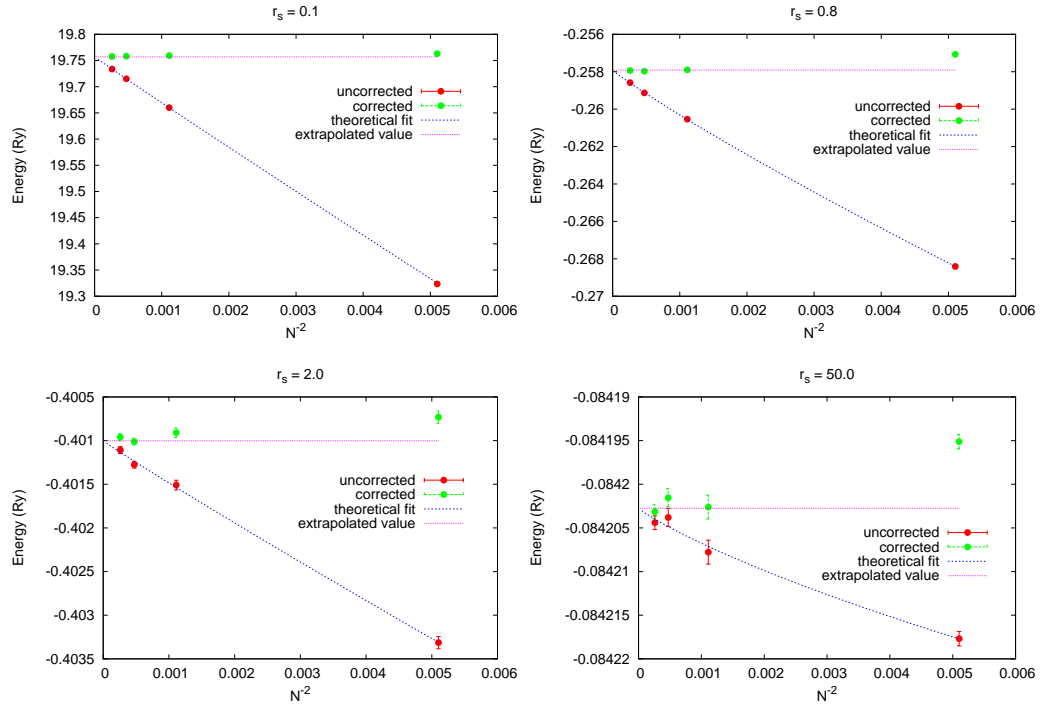 r_s = 0.1
Energy (Ry)
19.8
19.75
19.7
19.65
19.6
19.55
19.5
19.45
19.4
19.35
19.3
uncorrected
corrected
theoretical fit
extrapolated value
0 0.001 0.002 0.003 0.004 0.005 0.006
N^-2
r_s = 0.8
Energy (Ry)
-0.256
-0.258
-0.26
-0.262
-0.264
-0.266
-0.268
-0.27
uncorrected
corrected
theoretical fit
extrapolated value
0 0.001 0.002 0.003 0.004 0.005 0.006
N^-2
r_s = 2.0
Energy (Ry)
-0.4005
-0.401
-0.4015
-0.402
-0.4025
-0.403
-0.4035
uncorrected
corrected
theoretical fit
extrapolated value
0 0.001 0.002 0.003 0.004 0.005 0.006
N^-2
r_s = 50.0
Energy (Ry)
-0.08419
-0.084195
-0.0842
-0.084205
-0.08421
-0.084215
-0.08422
uncorrected
corrected
theoretical fit
extrapolated value
0 0.001 0.002 0.003 0.004 0.005 0.006
N^-2